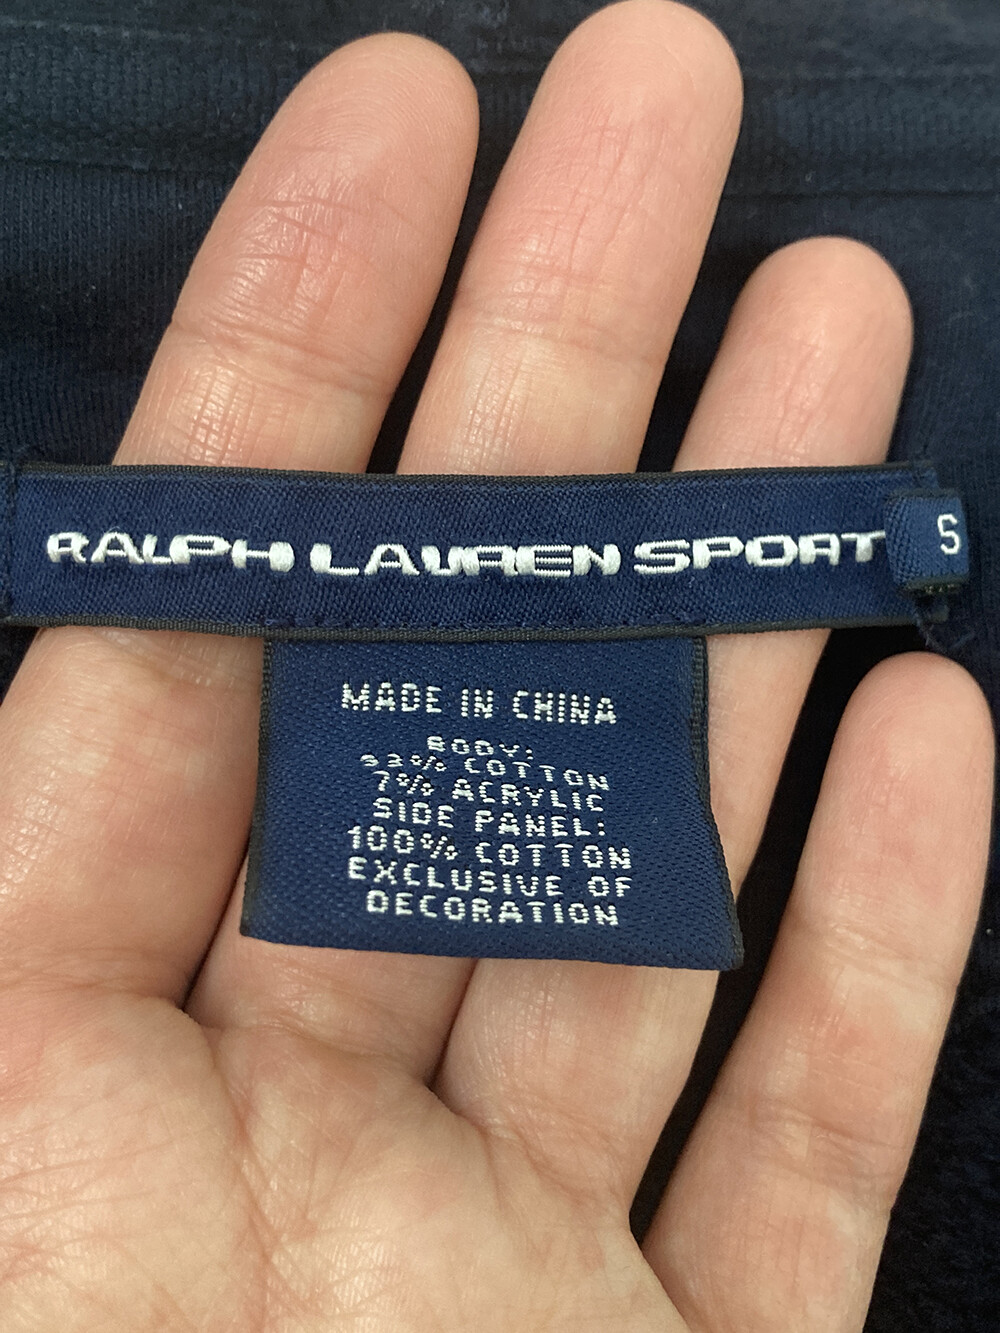 RALPH LAUREN SPORT
S
MADE IN CHINA
BODY:
93% COTTON
7% ACRYLIC
SIDE PANEL:
100% COTTON
EXCLUSIVE OF
DECORATION